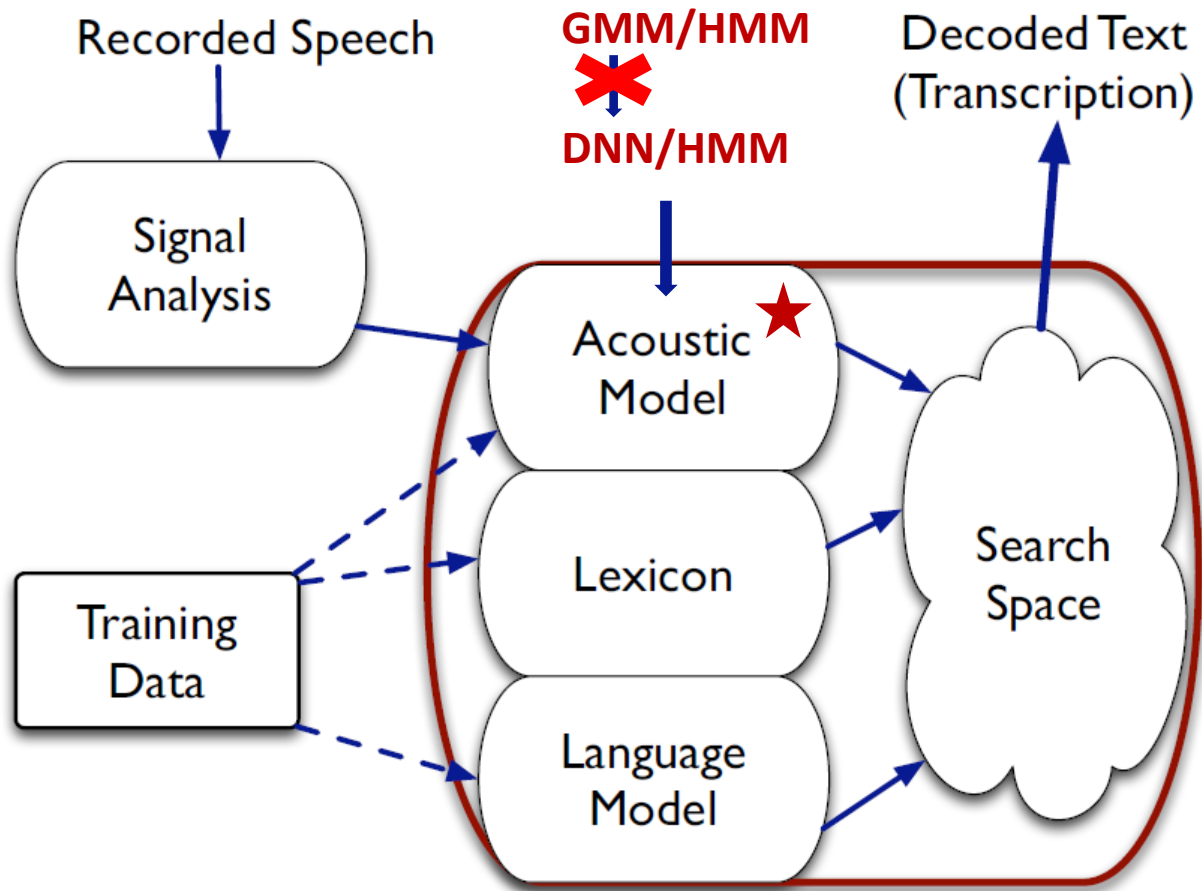 Recorded Speech
GMM/HMM
DNN/HMM
Decoded Text
(Transcription)
Signal
Analysis
Acoustic
Model
Lexicon
Language
Model
Training
Data
Search
Space